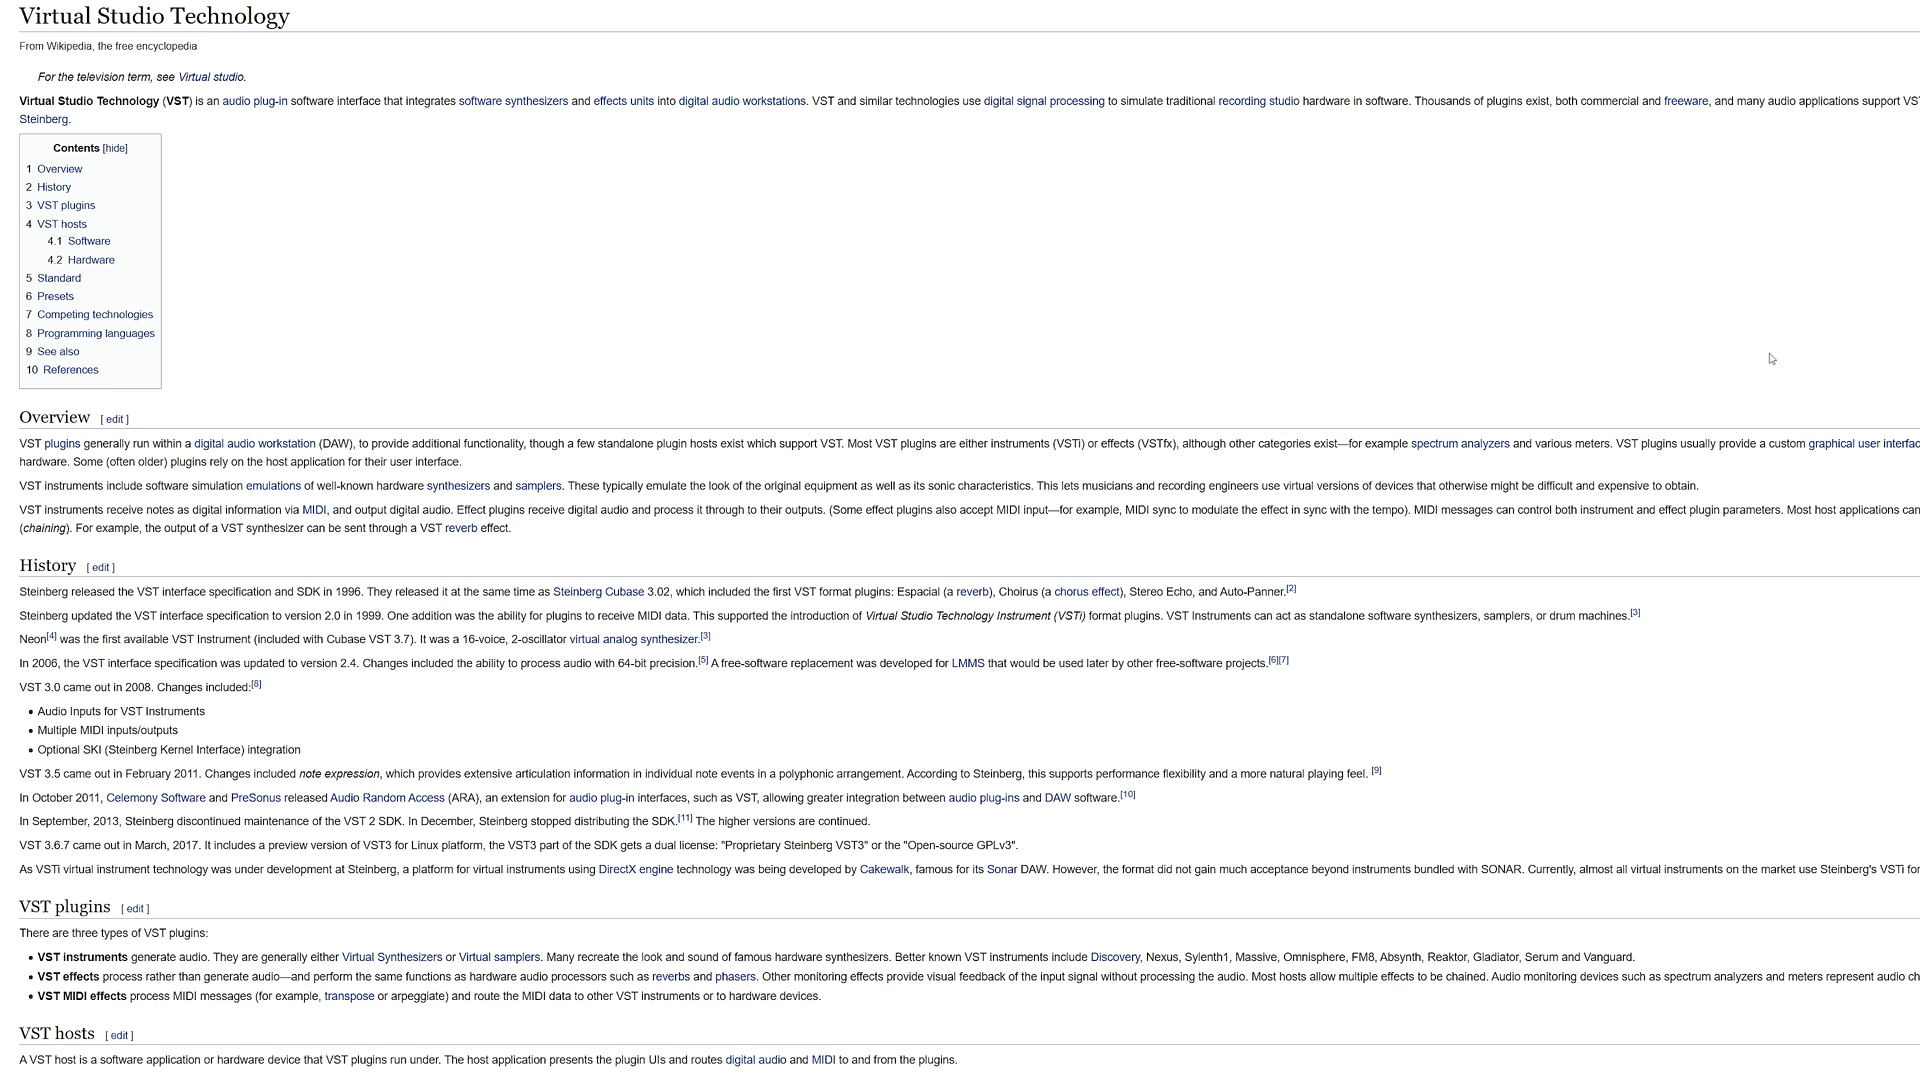 Virtual Studio Technology
From Wikipedia, the free encyclopedia
For the television term, see Virtual studio.
Virtual Studio Technology (VST) is an audio plug-in software interface that integrates software synthesizers and effects units into digital audio workstations. VST and similar technologies use digital signal processing to simulate traditional recording studio hardware in software. Thousands of plugins exist, both commercial and freeware, and many audio applications support VST
Steinberg.
Contents [hide]
1 Overview
2 History
3 VST plugins
4 VST hosts
4.1 Software
4.2 Hardware
5 Standard
6 Presets
7 Competing technologies
8 Programming languages
9 See also
10 References
Overview [ edit ]
VST plugins generally run within a digital audio workstation (DAW), to provide additional functionality, though a few standalone plugin hosts exist which support VST. Most VST plugins are either instruments (VSTi) or effects (VSTfx), although other categories exist—for example spectrum analyzers and various meters. VST plugins usually provide a custom graphical user interfac
hardware. Some (often older) plugins rely on the host application for their user interface.
VST instruments include software simulation emulations of well-known hardware synthesizers and samplers. These typically emulate the look of the original equipment as well as its sonic characteristics. This lets musicians and recording engineers use virtual versions of devices that otherwise might be difficult and expensive to obtain.
VST instruments receive notes as digital information via MIDI, and output digital audio. Effect plugins receive digital audio and process it through to their outputs. (Some effect plugins also accept MIDI input—for example, MIDI sync to modulate the effect in sync with the tempo). MIDI messages can control both instrument and effect plugin parameters. Most host applications can
(chaining). For example, the output of a VST synthesizer can be sent through a VST reverb effect.
History [ edit ]
Steinberg released the VST interface specification and SDK in 1996. They released it at the same time as Steinberg Cubase 3.02, which included the first VST format plugins: Espacial (a reverb), Choirus (a chorus effect), Stereo Echo, and Auto-Panner.[2]
Steinberg updated the VST interface specification to version 2.0 in 1999. One addition was the ability for plugins to receive MIDI data. This supported the introduction of Virtual Studio Technology Instrument (VSTi) format plugins. VST Instruments can act as standalone software synthesizers, samplers, or drum machines.[3]
Neon[4] was the first available VST Instrument (included with Cubase VST 3.7). It was a 16-voice, 2-oscillator virtual analog synthesizer.[3]
In 2006, the VST interface specification was updated to version 2.4. Changes included the ability to process audio with 64-bit precision.[5] A free-software replacement was developed for LMMS that would be used later by other free-software projects.[6][7]
VST 3.0 came out in 2008. Changes included:[8]
• Audio Inputs for VST Instruments
• Multiple MIDI inputs/outputs
• Optional SKI (Steinberg Kernel Interface) integration
VST 3.5 came out in February 2011. Changes included note expression, which provides extensive articulation information in individual note events in a polyphonic arrangement. According to Steinberg, this supports performance flexibility and a more natural playing feel. [9]
In October 2011, Celemony Software and PreSonus released Audio Random Access (ARA), an extension for audio plug-in interfaces, such as VST, allowing greater integration between audio plug-ins and DAW software.[10]
In September, 2013, Steinberg discontinued maintenance of the VST 2 SDK. In December, Steinberg stopped distributing the SDK.[11] The higher versions are continued.
VST 3.6.7 came out in March, 2017. It includes a preview version of VST3 for Linux platform, the VST3 part of the SDK gets a dual license: "Proprietary Steinberg VST3" or the "Open-source GPLv3".
As VSTi virtual instrument technology was under development at Steinberg, a platform for virtual instruments using DirectX engine technology was being developed by Cakewalk, famous for its Sonar DAW. However, the format did not gain much acceptance beyond instruments bundled with SONAR. Currently, almost all virtual instruments on the market use Steinberg's VSTi for
VST plugins [ edit ]
There are three types of VST plugins:
• VST instruments generate audio. They are generally either Virtual Synthesizers or Virtual samplers. Many recreate the look and sound of famous hardware synthesizers. Better known VST instruments include Discovery, Nexus, Sylenth1, Massive, Omnisphere, FM8, Absynth, Reaktor, Gladiator, Serum and Vanguard.
• VST effects process rather than generate audio—and perform the same functions as hardware audio processors such as reverbs and phasers. Other monitoring effects provide visual feedback of the input signal without processing the audio. Most hosts allow multiple effects to be chained. Audio monitoring devices such as spectrum analyzers and meters represent audio ch
• VST MIDI effects process MIDI messages (for example, transpose or arpeggiate) and route the MIDI data to other VST instruments or to hardware devices.
VST hosts [ edit ]
A VST host is a software application or hardware device that VST plugins run under. The host application presents the plugin UIs and routes digital audio and MIDI to and from the plugins.